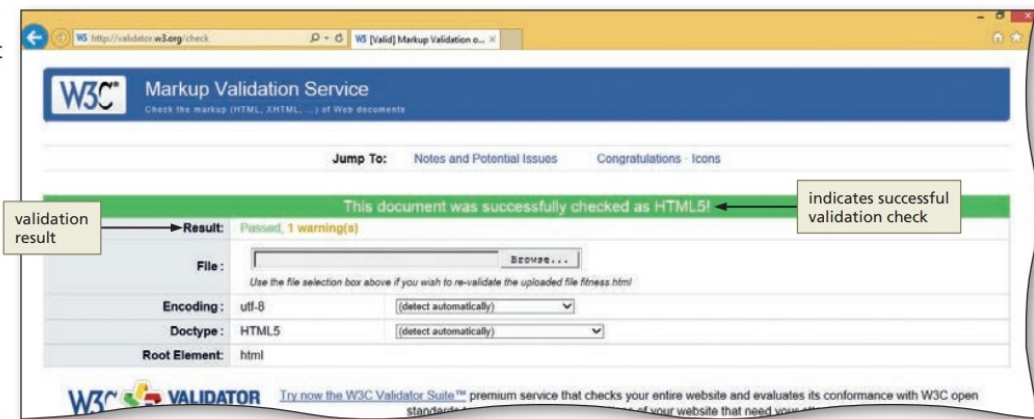 W3 http://validator.w3.org/check
W3 [Valid] Markup Validation o...
W3C
Markup Validation Service
Check the markup (HTML, XHTML, ...) of Web documents
Jump To: Notes and Potential Issues Congratulations · Icons
This document was successfully checked as HTML5!
indicates successful
validation check
validation
result
Result: Passed, 1 warning(s)
File : Browse...
Use the file selection box above if you wish to re-validate the uploaded file fitness.html
Encoding : utf-8 (detect automatically)
Doctype : HTML5 (detect automatically)
Root Element: html
W3C VALIDATOR Try now the W3C Validator Suite™ premium service that checks your entire website and evaluates its conformance with W3C open
standards of your website that need